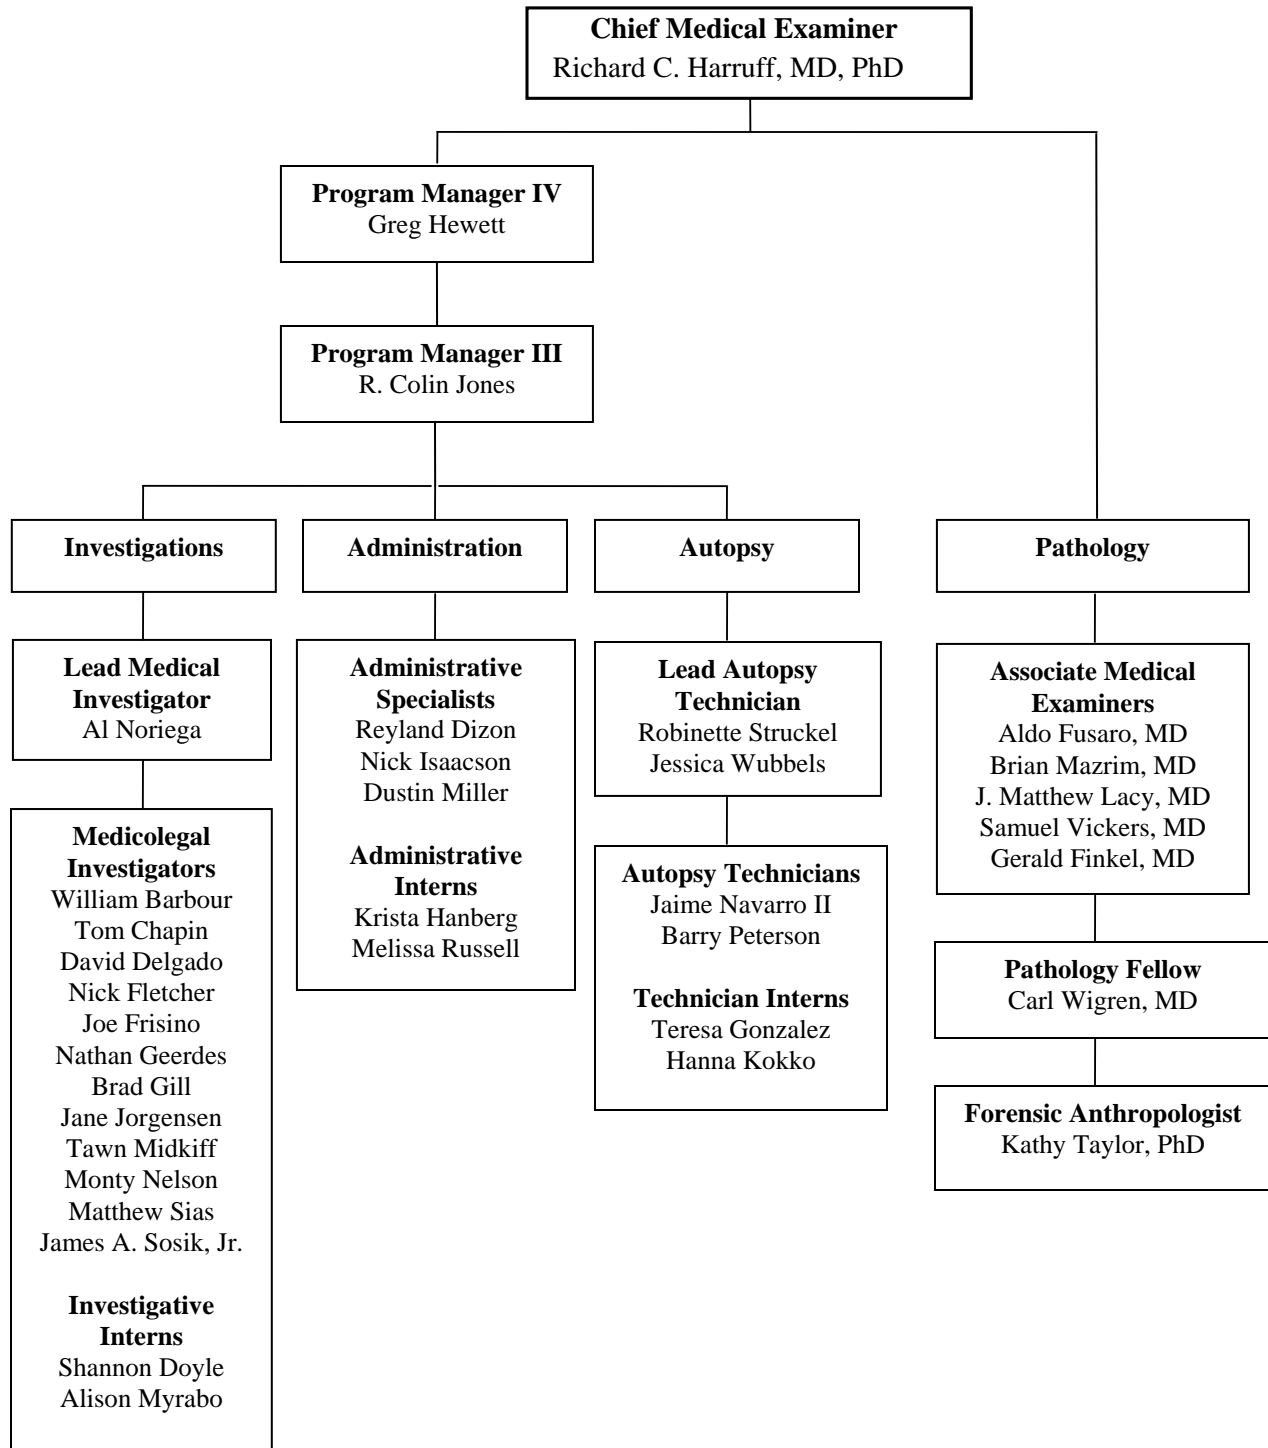 Chief Medical Examiner
Richard C. Harruff, MD, PhD
Program Manager IV
Greg Hewett
Program Manager III
R. Colin Jones
Investigations
Administration
Autopsy
Pathology
Lead Medical
Investigator
Al Noriega
Medicolegal
Investigators
William Barbour
Tom Chapin
David Delgado
Nick Fletcher
Joe Frisino
Nathan Geerdes
Brad Gill
Jane Jorgensen
Tawn Midkiff
Monty Nelson
Matthew Sias
James A. Sosik, Jr.
Investigative
Interns
Shannon Doyle
Alison Myrabo
Administrative
Specialists
Reyland Dizon
Nick Isaacson
Dustin Miller
Administrative
Interns
Krista Hanberg
Melissa Russell
Lead Autopsy
Technician
Robinette Struckel
Jessica Wubbels
Autopsy Technicians
Jaime Navarro II
Barry Peterson
Technician Interns
Teresa Gonzalez
Hanna Kokko
Associate Medical
Examiners
Aldo Fusaro, MD
Brian Mazrim, MD
J. Matthew Lacy, MD
Samuel Vickers, MD
Gerald Finkel, MD
Pathology Fellow
Carl Wigren, MD
Forensic Anthropologist
Kathy Taylor, PhD